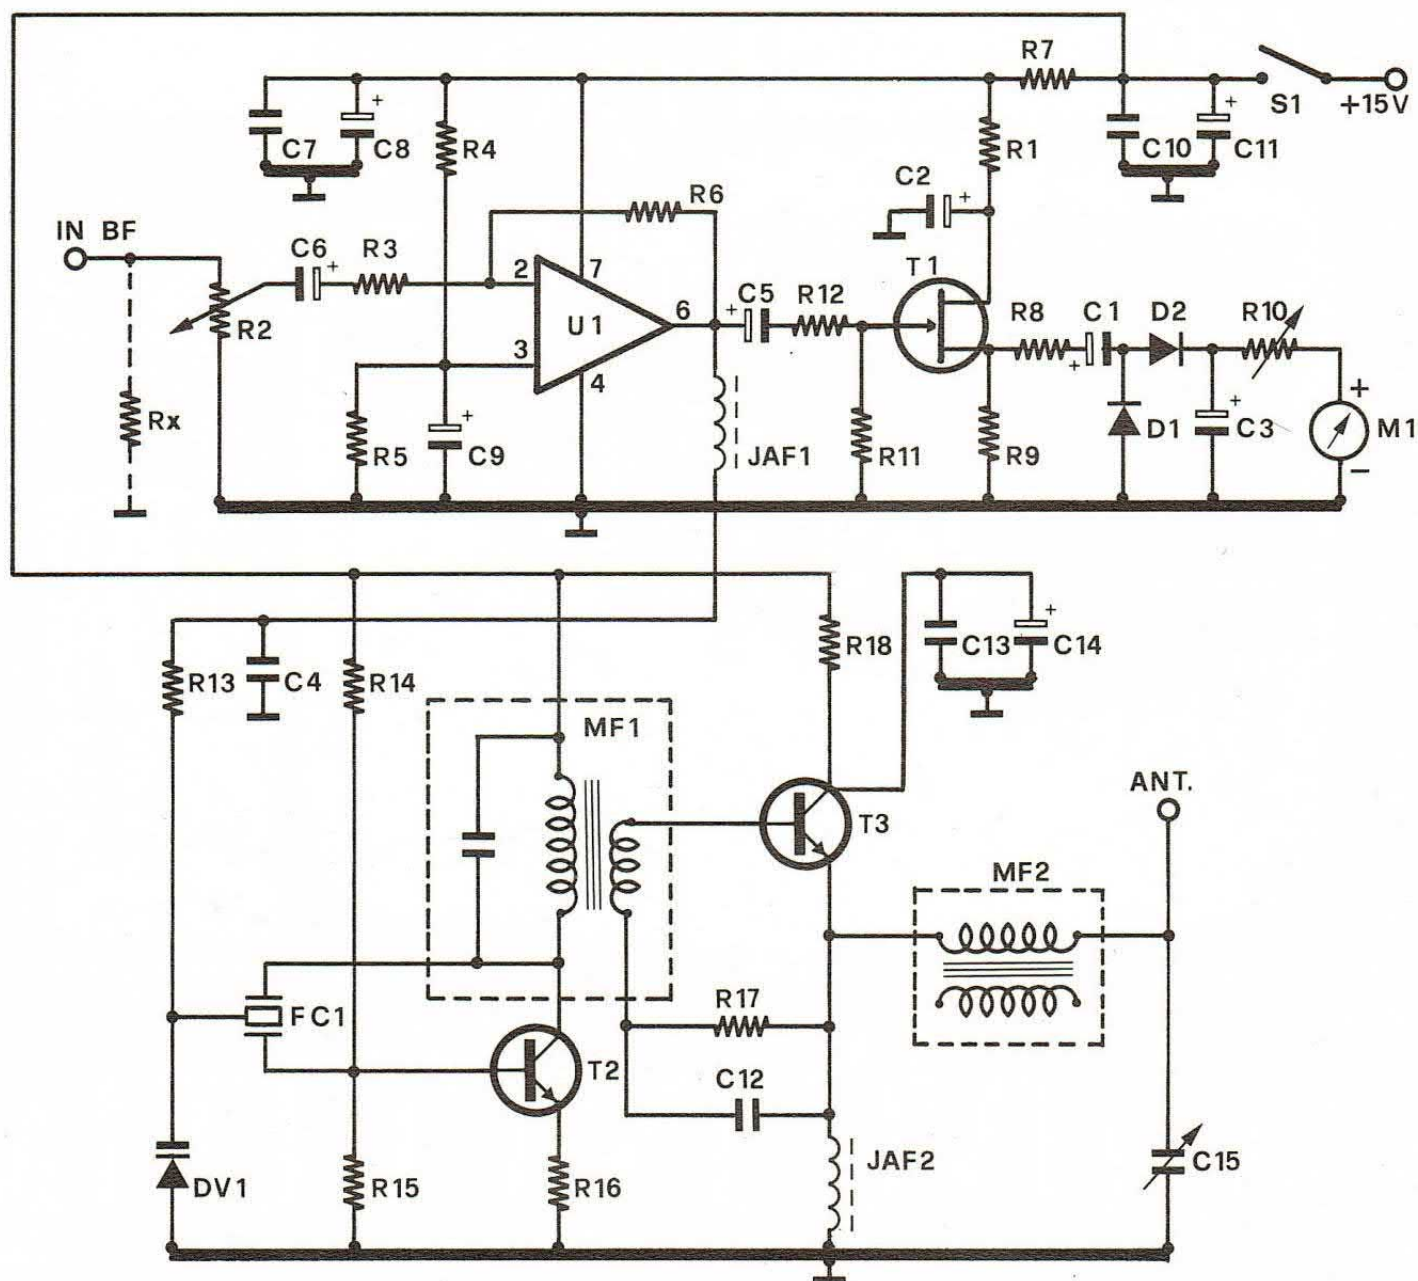 R7
S1
+15V
+
C7
+
C8
R4
R1
C10
+
C11
C2
+
R6
IN BF
C6
+
R3
2
7
T1
R2
U1
6
+
C5
R12
R8
+
C1
D2
R10
3
4
Rx
R5
+
C9
JAF1
R11
R9
D1
+
C3
+
M1
−
R13
C4
R14
R18
C13
+
C14
MF1
ANT.
T3
MF2
FC1
R17
T2
C12
DV1
R15
R16
JAF2
C15